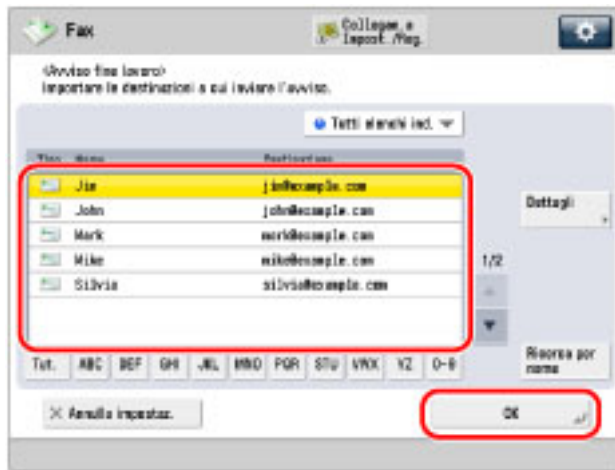 Fax
Collegam. a
Impost./Reg.
<Avviso fine lavoro>
Impostare le destinazioni a cui inviare l'avviso.
Tutti elenchi ind.
Tipo Nome Destinazione
Jim jim@example.com
John john@example.com
Mark mark@example.com
Mike mike@example.com
Silvia silvia@example.com
Dettagli
1/2
Tut. ABC DEF GHI JKL MNO PQR STU VWX YZ 0-9
Ricerca per
nome
Annulla impostaz.
OK